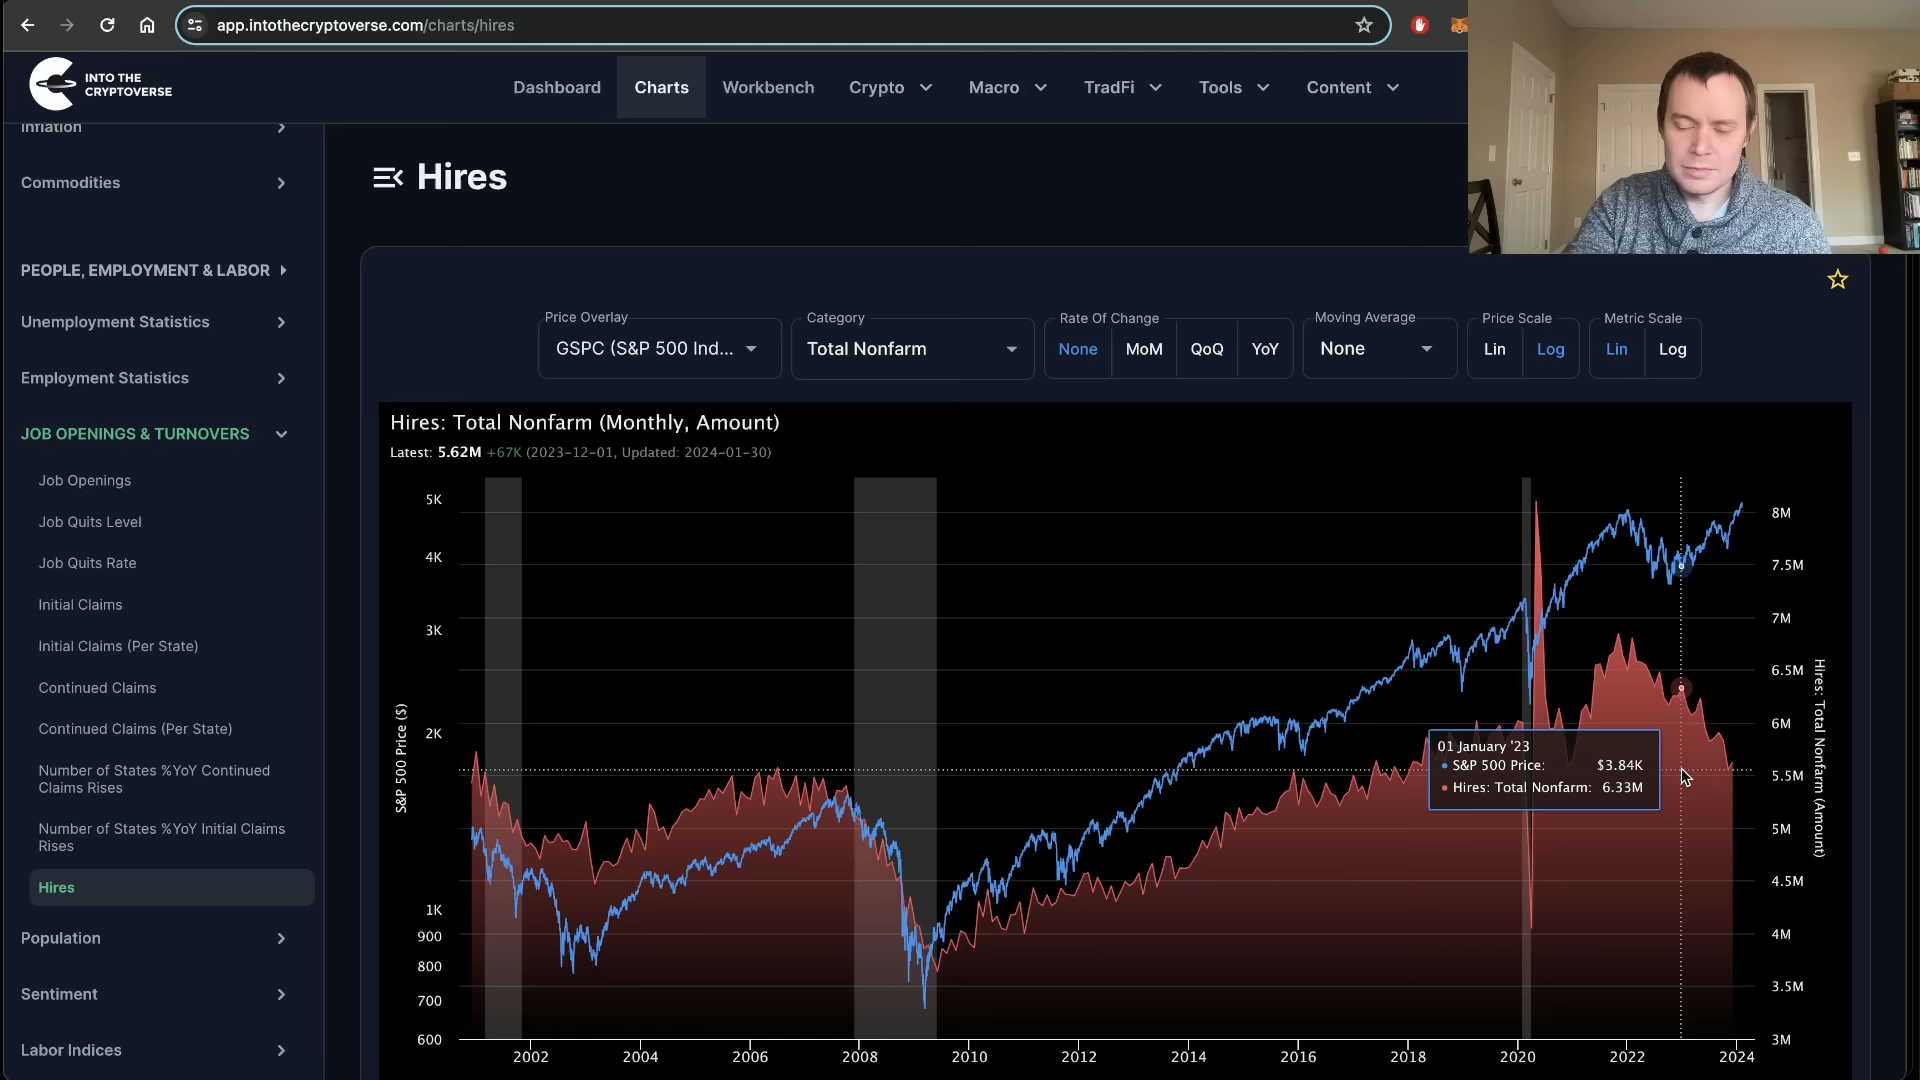 app.intothecryptoverse.com/charts/hires
INTO THE
CRYPTOVERSE
Dashboard
Charts
Workbench
Crypto
Macro
TradFi
Tools
Content
Inflation
Commodities
PEOPLE, EMPLOYMENT & LABOR
Unemployment Statistics
Employment Statistics
JOB OPENINGS & TURNOVERS
Job Openings
Job Quits Level
Job Quits Rate
Initial Claims
Initial Claims (Per State)
Continued Claims
Continued Claims (Per State)
Number of States %YoY Continued
Claims Rises
Number of States %YoY Initial Claims
Rises
Hires
Population
Sentiment
Labor Indices
Hires
Price Overlay
GSPC (S&P 500 Ind...
Category
Total Nonfarm
Rate Of Change
None
MoM
QoQ
YoY
Moving Average
None
Price Scale
Lin
Log
Metric Scale
Lin
Log
Hires: Total Nonfarm (Monthly, Amount)
Latest: 5.62M +67K (2023-12-01, Updated: 2024-01-30)
5K
4K
3K
2K
1K
900
800
700
600
S&P 500 Price ($)
8M
7.5M
7M
6.5M
6M
5.5M
5M
4.5M
4M
3.5M
3M
Hires: Total Nonfarm (Amount)
01 January '23
S&P 500 Price: $3.84K
Hires: Total Nonfarm: 6.33M
2002
2004
2006
2008
2010
2012
2014
2016
2018
2020
2022
2024